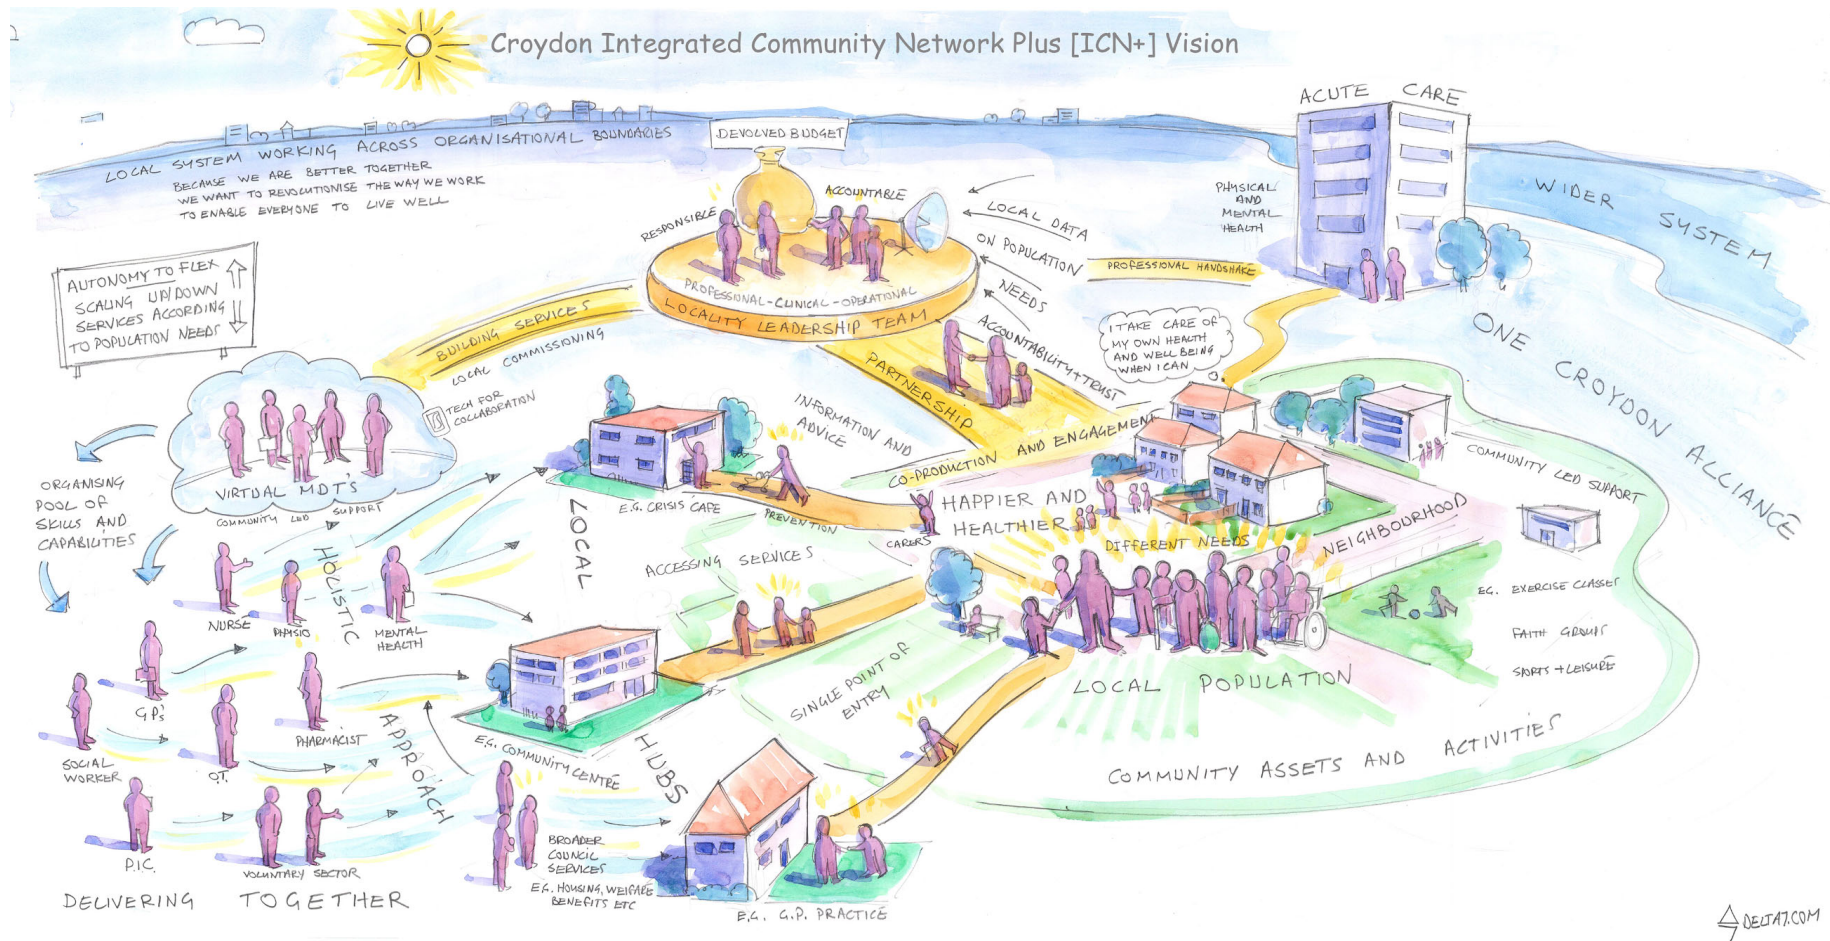 Croydon Integrated Community Network Plus [ICN+] Vision
ACUTE CARE
DEVOLVED BUDGET
LOCAL SYSTEM WORKING ACROSS ORGANISATIONAL BOUNDARIES
BECAUSE WE ARE BETTER TOGETHER
WE WANT TO REVOLUTIONISE THE WAY WE WORK
TO ENABLE EVERYONE TO LIVE WELL
RESPONSIBLE
ACCOUNTABLE
LOCAL DATA
ON POPULATION
NEEDS
PHYSICAL
AND
MENTAL
HEALTH
WIDER SYSTEM
PROFESSIONAL HANDSHAKE
AUTONOMY TO FLEX
SCALING UP/DOWN
SERVICES ACCORDING
TO POPULATION NEEDS
PROFESSIONAL-CLINICAL-OPERATIONAL
LOCALITY LEADERSHIP TEAM
BUILDING SERVICES
LOCAL COMMISSIONING
TECH FOR
COLLABORATION
PARTNERSHIP
ACCOUNTABILITY+TRUST
I TAKE CARE OF
MY OWN HEALTH
AND WELL BEING
WHEN I CAN
ONE CROYDON ALLIANCE
INFORMATION AND
ADVICE
CO-PRODUCTION AND ENGAGEMENT
COMMUNITY LED SUPPORT
ORGANISING
POOL OF
SKILLS AND
CAPABILITIES
VIRTUAL MDT'S
COMMUNITY LED SUPPORT
E.G. CRISIS CAFE
PREVENTION
CARERS
HAPPIER AND
HEALTHIER
DIFFERENT NEEDS
NEIGHBOURHOOD
LOCAL
HUBS
HOLISTIC
APPROACH
ACCESSING SERVICES
EG. EXERCISE CLASSES
FAITH GROUPS
SPORTS+LEISURE
NURSE
PHYSIO
MENTAL
HEALTH
G.P.'s
SOCIAL
WORKER
O.T.
PHARMACIST
P.I.C.
VOLUNTARY SECTOR
SINGLE POINT OF
ENTRY
LOCAL POPULATION
COMMUNITY ASSETS AND ACTIVITIES
E.G. COMMUNITY CENTRE
BROADER
COUNCIL
SERVICES
E.G. HOUSING, WELFARE
BENEFITS ETC
E.G. G.P. PRACTICE
DELIVERING TOGETHER
DELTA7.COM